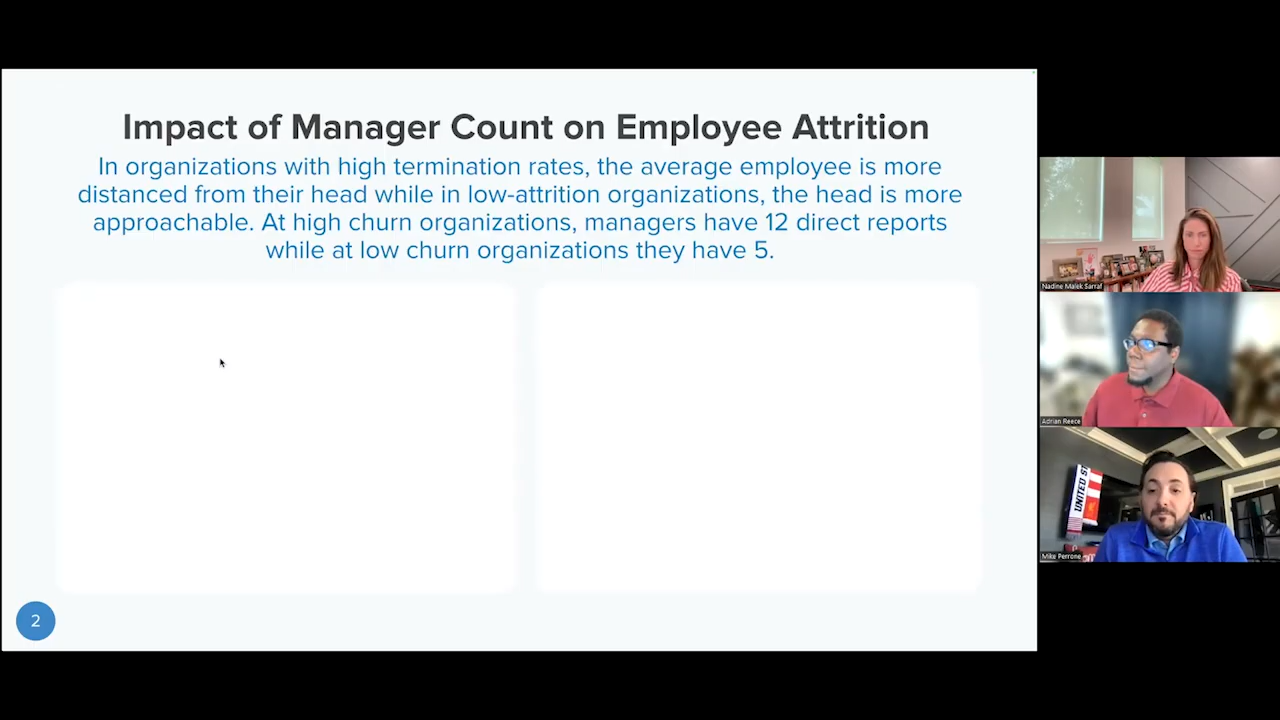 Impact of Manager Count on Employee Attrition
In organizations with high termination rates, the average employee is more
distanced from their head while in low-attrition organizations, the head is more
approachable. At high churn organizations, managers have 12 direct reports
while at low churn organizations they have 5.
2
Nadine Malek Sarraf
Adrian Reece
UNITED ST
Mike Perrone